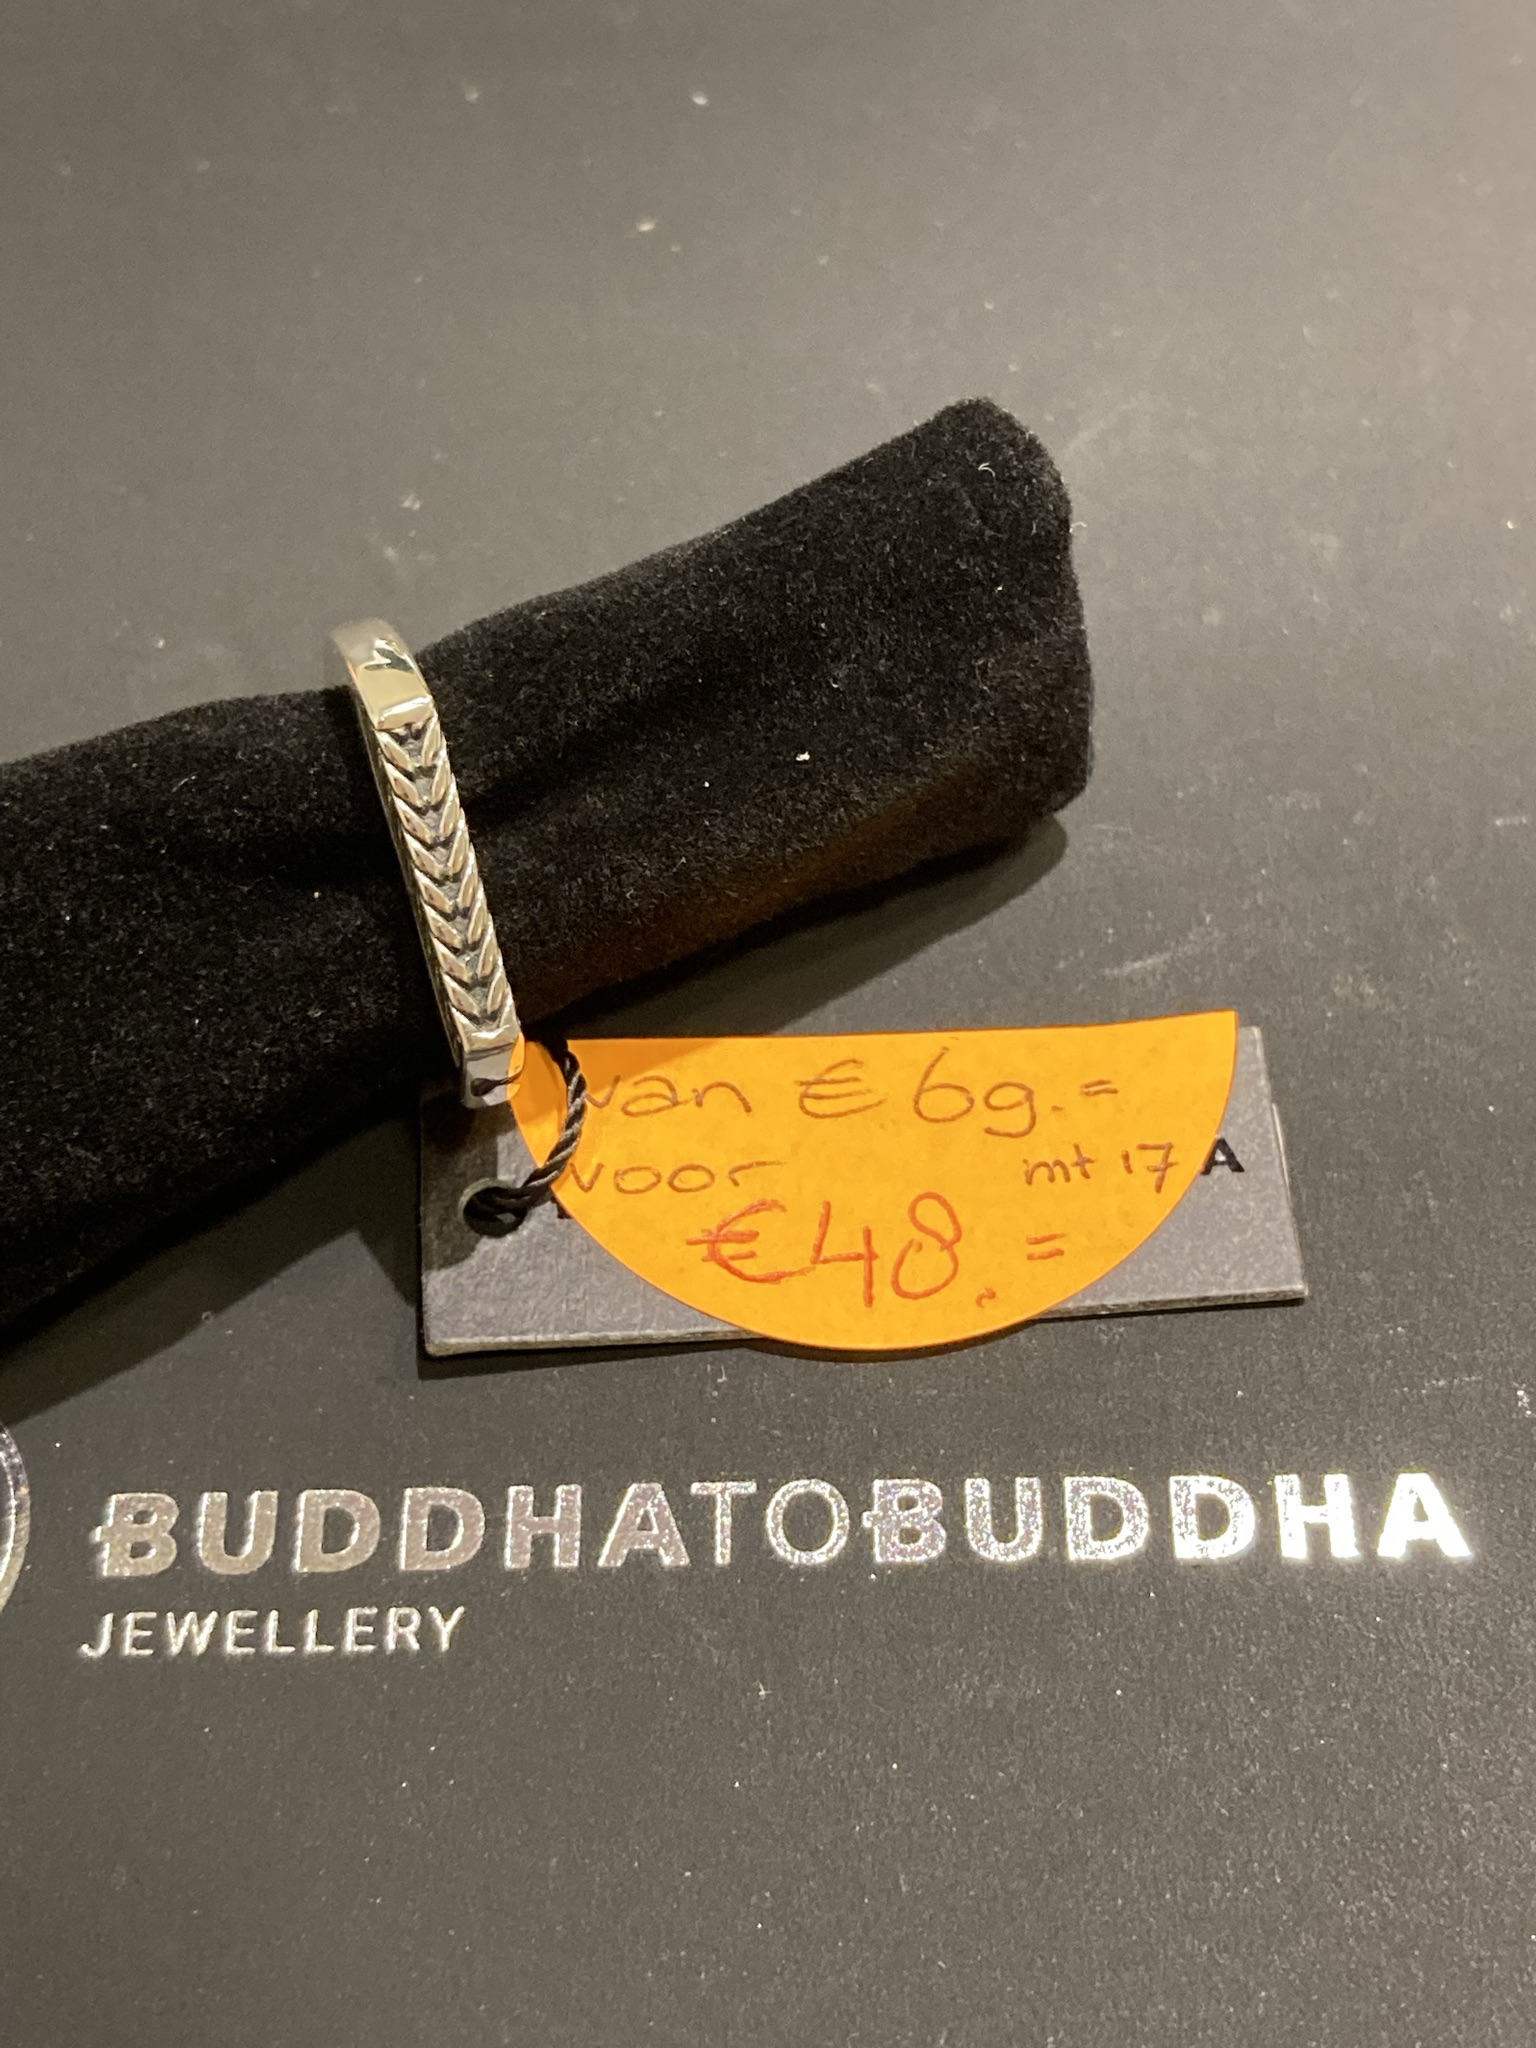 van € 69.=
voor mt 17
€ 48,=
A
BUDDHATOBUDDHA
JEWELLERY